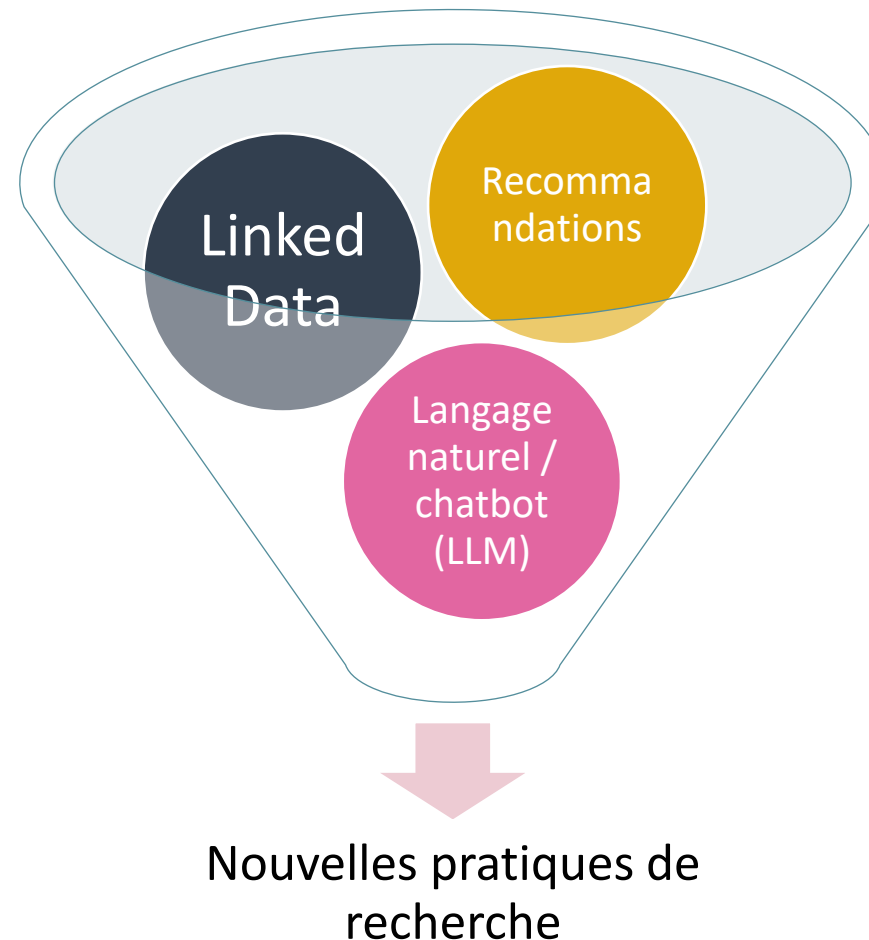 Linked
Data
Recomma
ndations
Langage
naturel /
chatbot
(LLM)
Nouvelles pratiques de
recherche